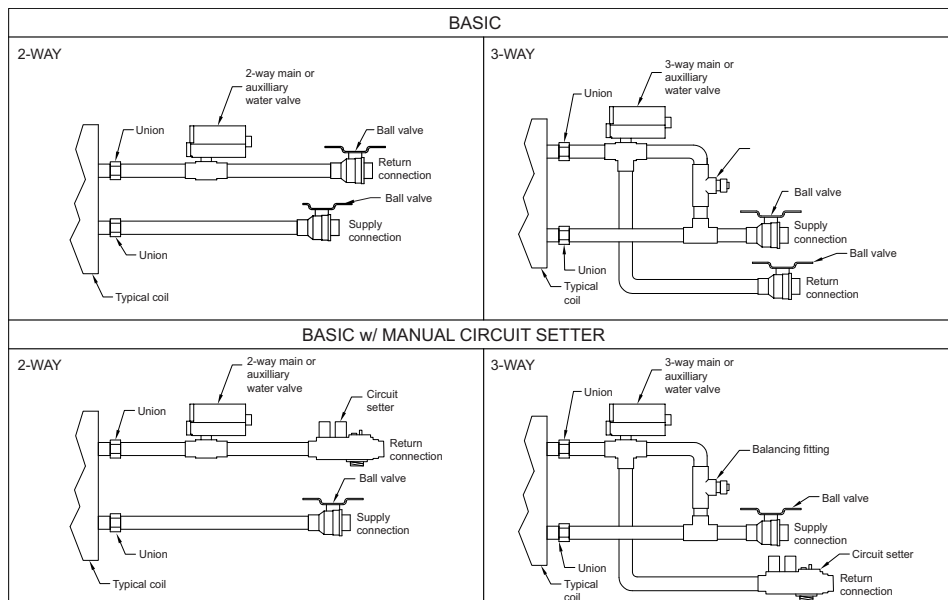 BASIC
2-WAY
2-way main or
auxilliary
water valve
Union
Ball valve
Return
connection
Ball valve
Supply
connection
Union
Typical coil
3-WAY
3-way main or
auxilliary
water valve
Union
Ball valve
Supply
connection
Ball valve
Union
Return
connection
Typical
coil
BASIC w/ MANUAL CIRCUIT SETTER
2-WAY
2-way main or
auxilliary
water valve
Circuit
setter
Union
Return
connection
Ball valve
Supply
connection
Union
Typical coil
3-WAY
3-way main or
auxilliary
water valve
Union
Balancing fitting
Ball valve
Supply
connection
Circuit setter
Union
Return
connection
Typical
coil